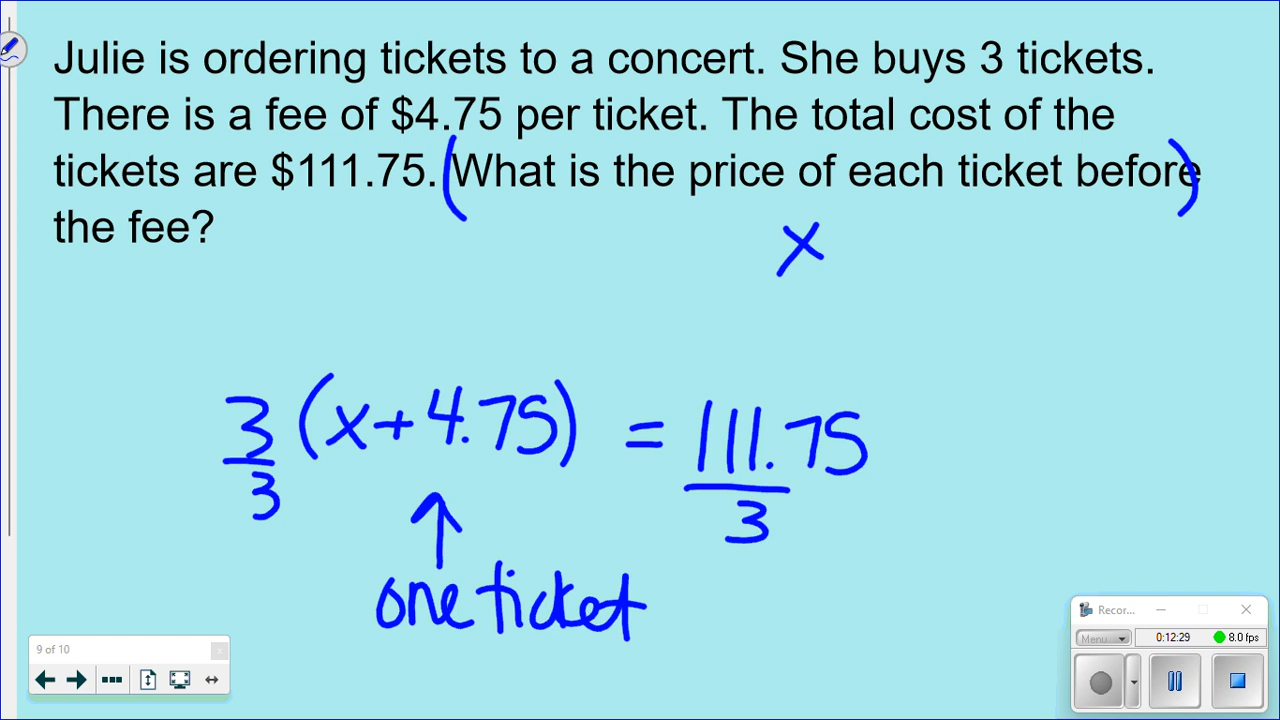 Julie is ordering tickets to a concert. She buys 3 tickets.
There is a fee of $4.75 per ticket. The total cost of the
tickets are $111.75. (What is the price of each ticket before)
the fee?
x
3 (x+4.75) = 111.75
3 3
one ticket
Recor...
Menu
0:12:29 8.0 fps
9 of 10